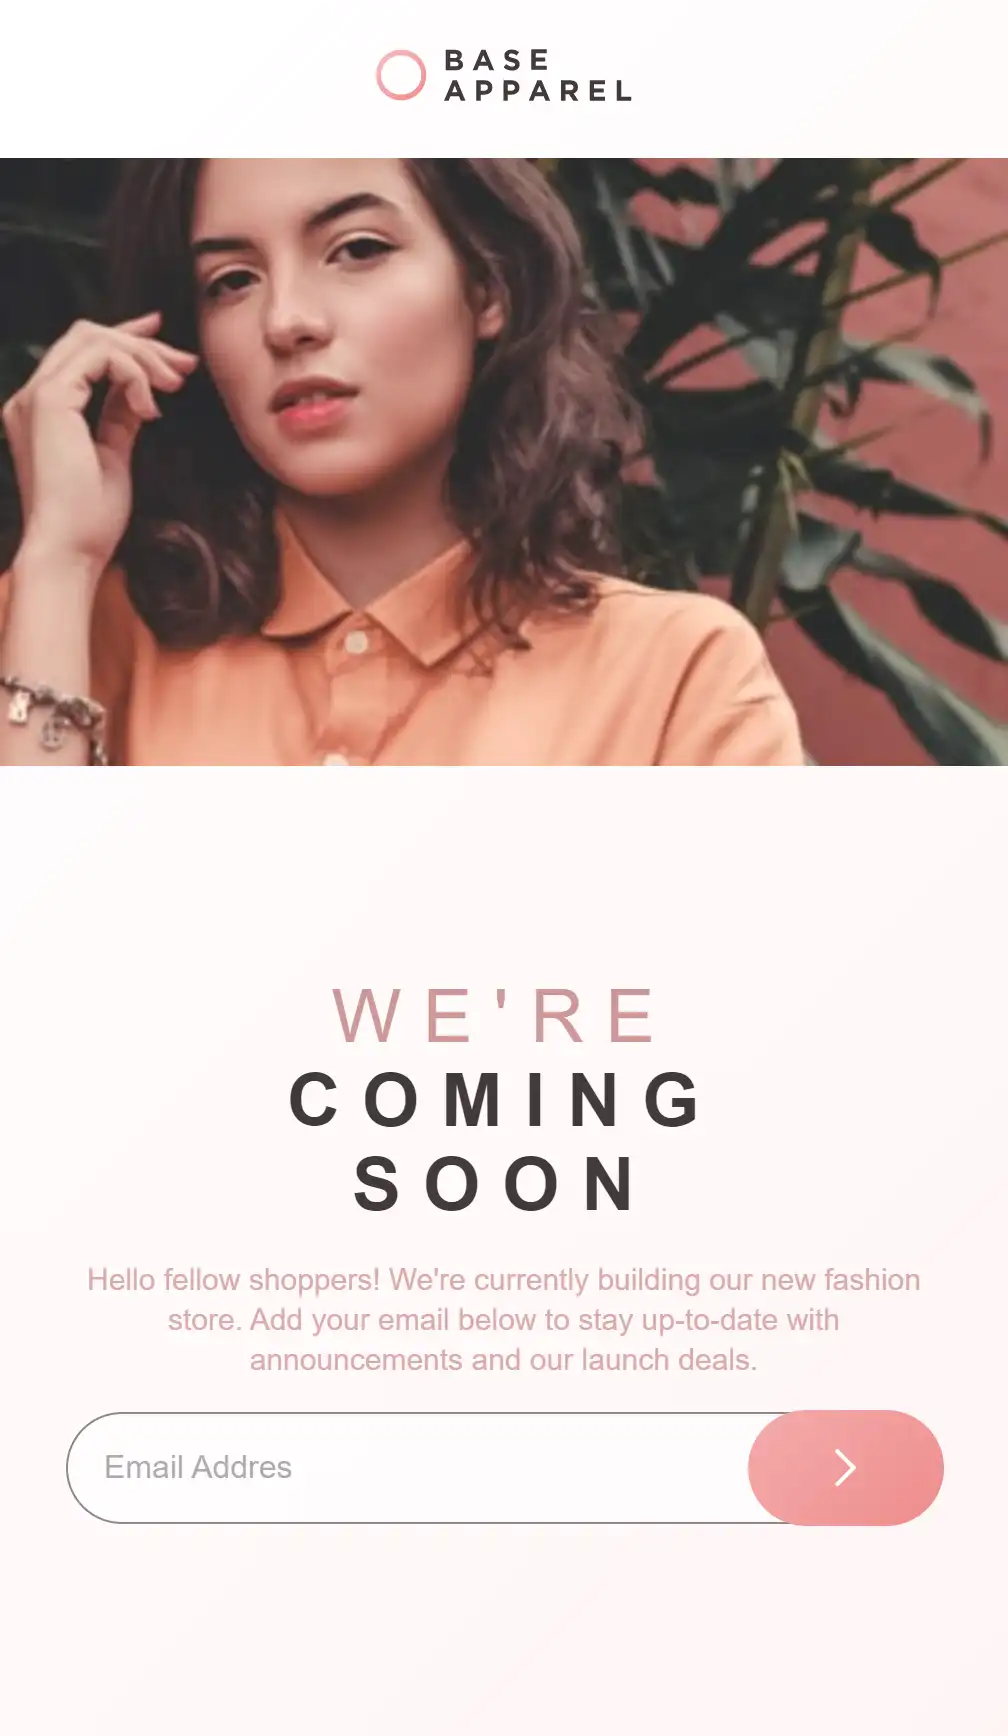 BASE
APPAREL
WE'RE
COMING
SOON
Hello fellow shoppers! We're currently building our new fashion
store. Add your email below to stay up-to-date with
announcements and our launch deals.
Email Addres